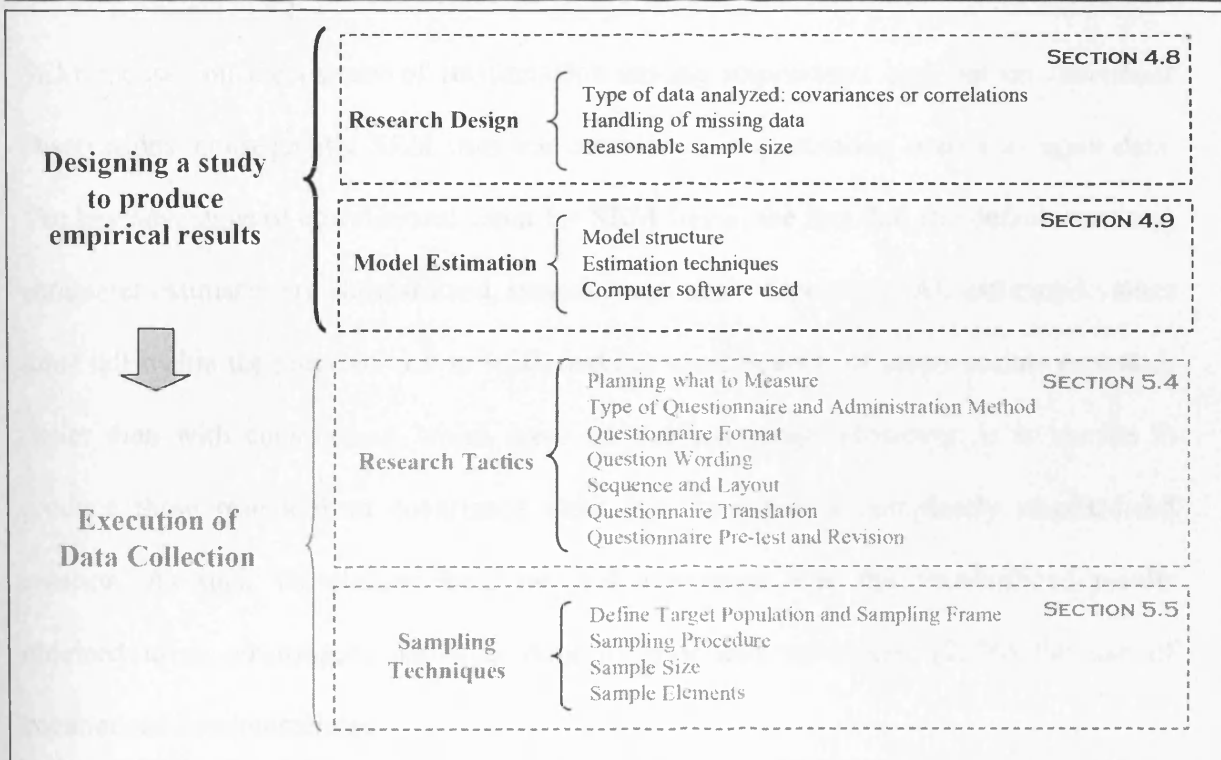 SECTION 4.8
Research Design
Type of data analyzed: covariances or correlations
Handling of missing data
Reasonable sample size
Designing a study
to produce
empirical results
SECTION 4.9
Model Estimation
Model structure
Estimation techniques
Computer software used
SECTION 5.4
Research Tactics
Planning what to Measure
Type of Questionnaire and Administration Method
Questionnaire Format
Question Wording
Sequence and Layout
Questionnaire Translation
Questionnaire Pre-test and Revision
Execution of
Data Collection
SECTION 5.5
Sampling
Techniques
Define Target Population and Sampling Frame
Sampling Procedure
Sample Size
Sample Elements